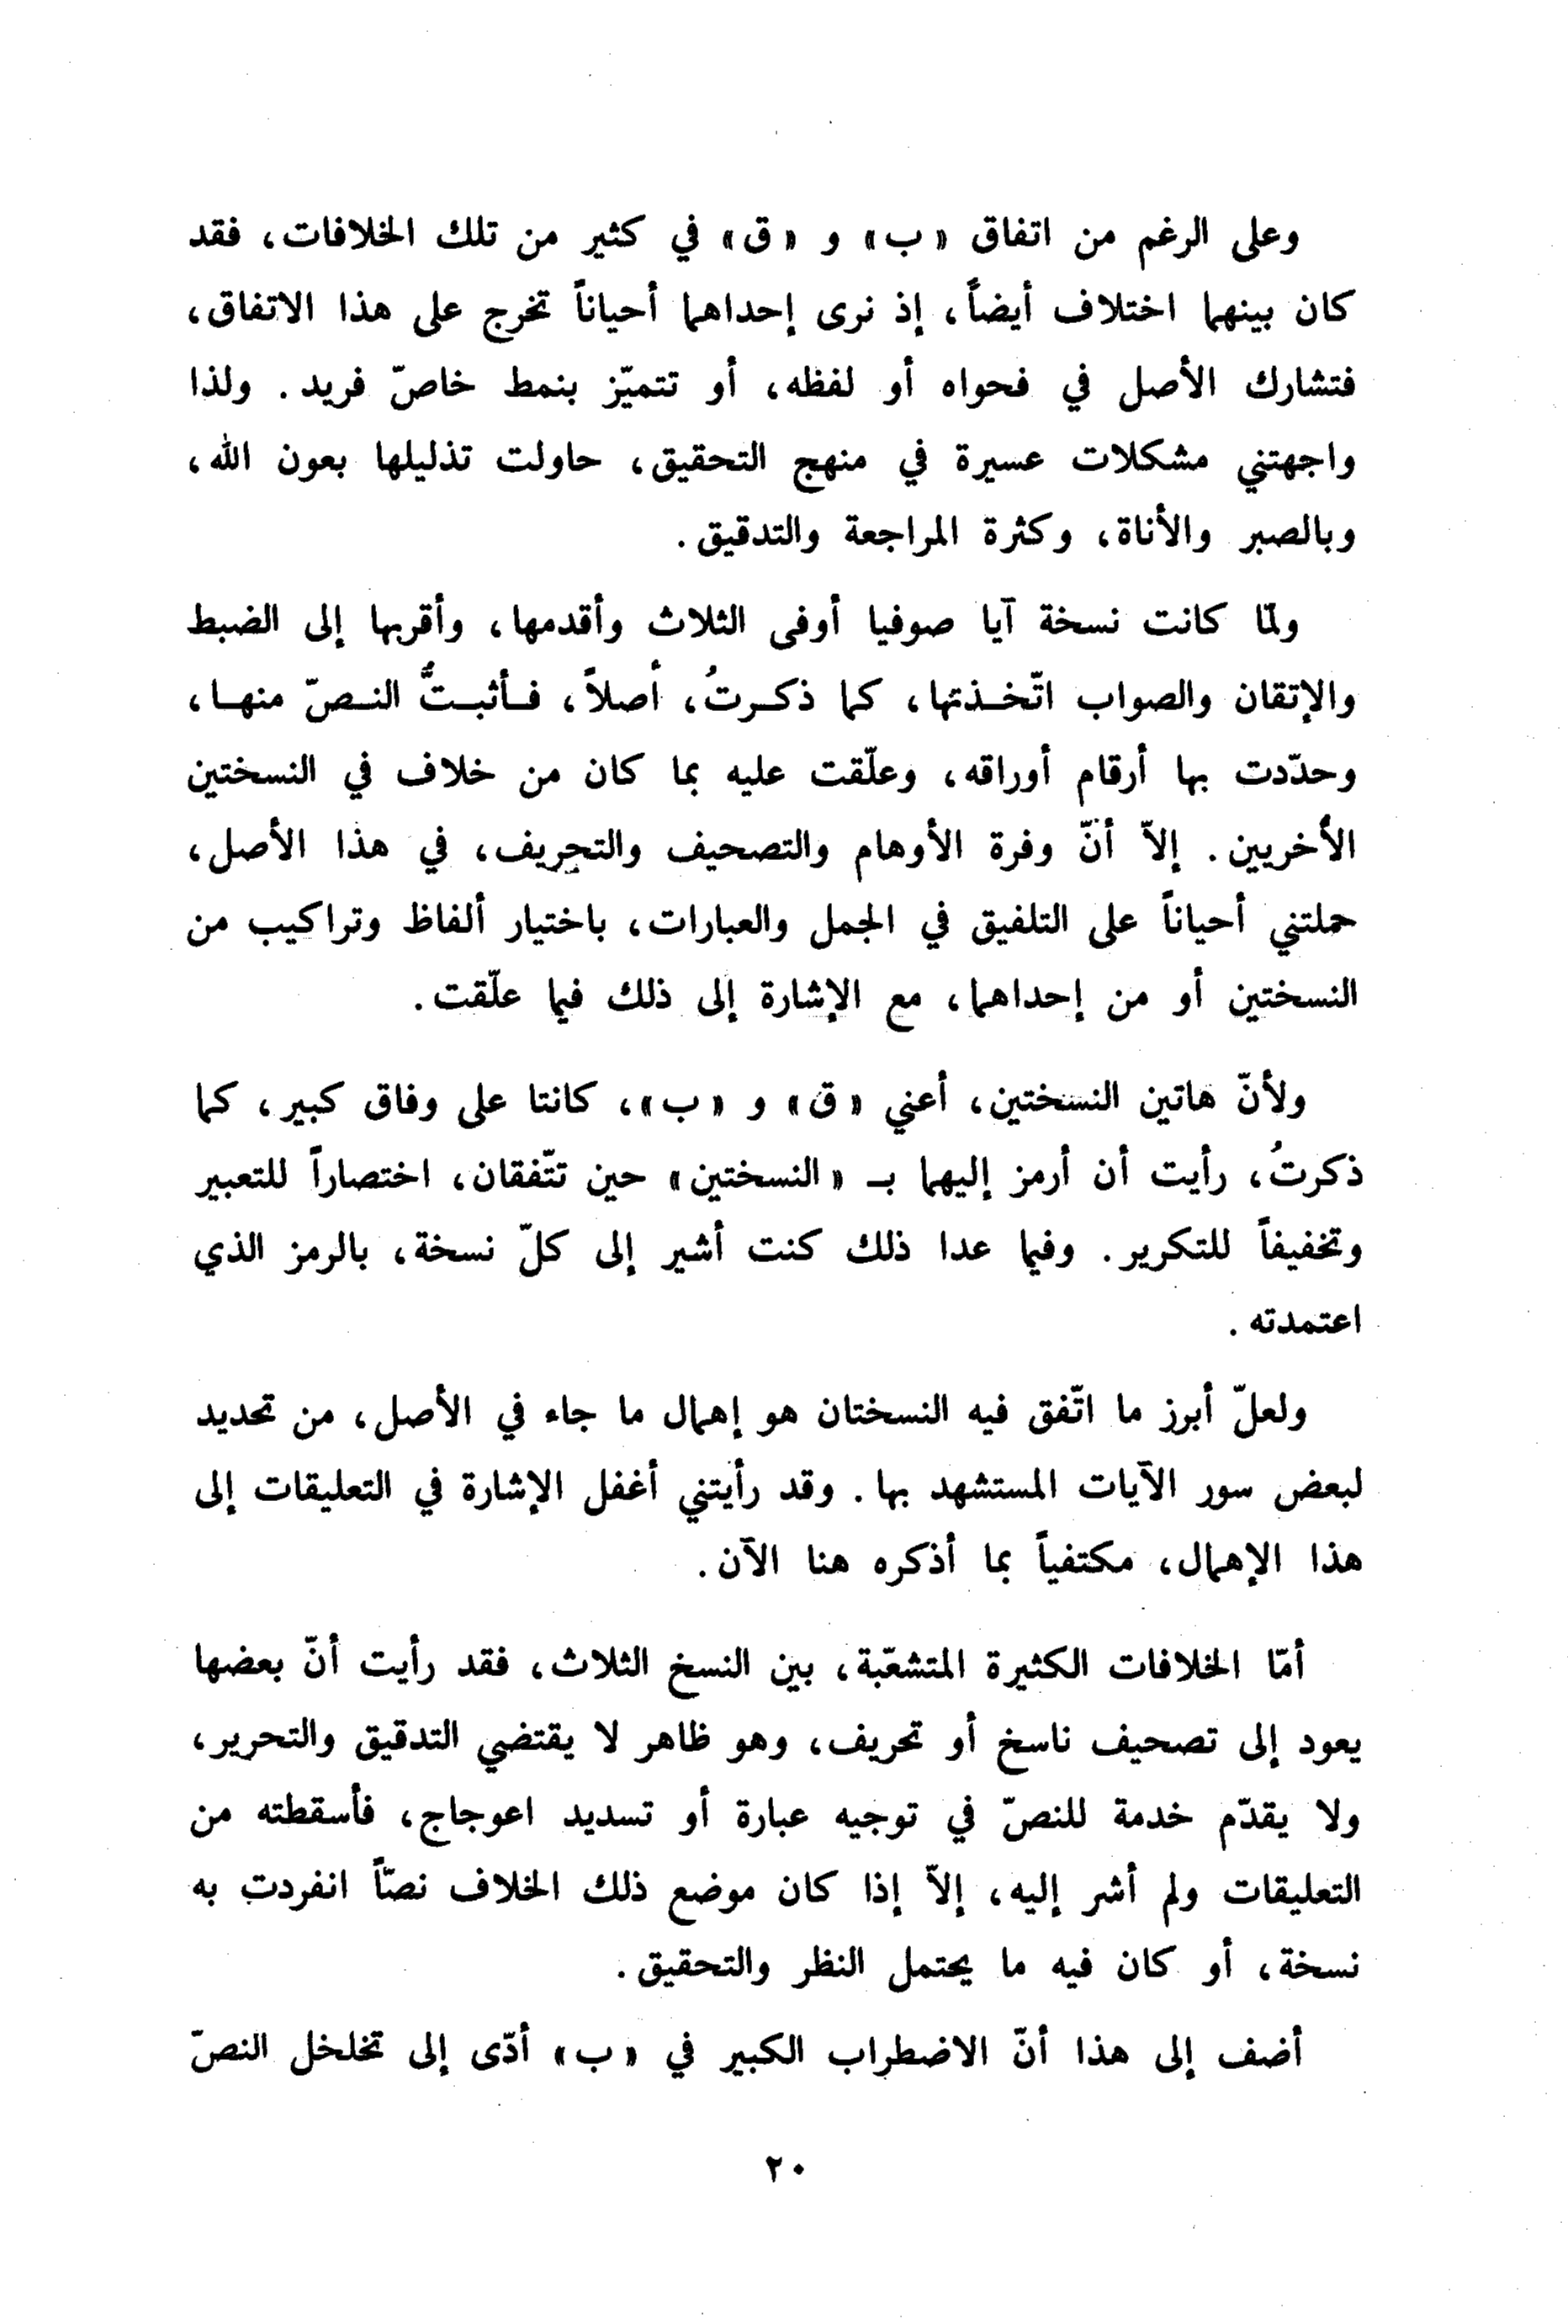 وعلى الرغم من اتفاق « ب » و « ق » في كثير من تلك الخلافات، فقد
كان بينهما اختلاف أيضاً، إذ نرى إحداهما أحياناً تخرج على هذا الاتفاق،
فتشارك الأصل في فحواه أو لفظه، أو تتميّز بنمط خاصّ فريد. ولذا
واجهتني مشكلات عسيرة في منهج التحقيق، حاولت تذليلها بعون الله،
وبالصبر والأناة، وكثرة المراجعة والتدقيق.
ولمّا كانت نسخة آيا صوفيا أوفى الثلاث وأقدمها، وأقربها إلى الضبط
والإتقان والصواب اتّخـذتها، كما ذكـرتُ، أصلاً، فـأثبـتُّ النـصّ منهـا،
وحدّدت بها أرقام أوراقه، وعلّقت عليه بما كان من خلاف في النسختين
الأخريين. إلاّ أنّ وفرة الأوهام والتصحيف والتحريف، في هذا الأصل،
حملتني أحياناً على التلفيق في الجمل والعبارات، باختيار ألفاظ وتراكيب من
النسختين أو من إحداهما، مع الإشارة إلى ذلك فيما علّقت.
ولأنّ هاتين النسختين، أعني « ق » و « ب »، كانتا على وفاق كبير، كما
ذكرتُ، رأيت أن أرمز إليهما بـ « النسختين » حين تتّفقان، اختصاراً للتعبير
وتخفيفاً للتكرير. وفيما عدا ذلك كنت أشير إلى كلّ نسخة، بالرمز الذي
اعتمدته.
ولعلّ أبرز ما اتّفق فيه النسختان هو إهمال ما جاء في الأصل، من تحديد
لبعض سور الآيات المستشهد بها. وقد رأيتني أغفل الإشارة في التعليقات إلى
هذا الإهمال، مكتفياً بما أذكره هنا الآن.
أمّا الخلافات الكثيرة المتشعّبة، بين النسخ الثلاث، فقد رأيت أنّ بعضها
يعود إلى تصحيف ناسخ أو تحريف، وهو ظاهر لا يقتضي التدقيق والتحرير،
ولا يقدّم خدمة للنصّ في توجيه عبارة أو تسديد اعوجاج، فأسقطته من
التعليقات ولم أشر إليه، إلاّ إذا كان موضع ذلك الخلاف نصّاً انفردت به
نسخة، أو كان فيه ما يحتمل النظر والتحقيق.
أضف إلى هذا أنّ الاضطراب الكبير في « ب » أدّى إلى تخلخل النصّ
٢٠